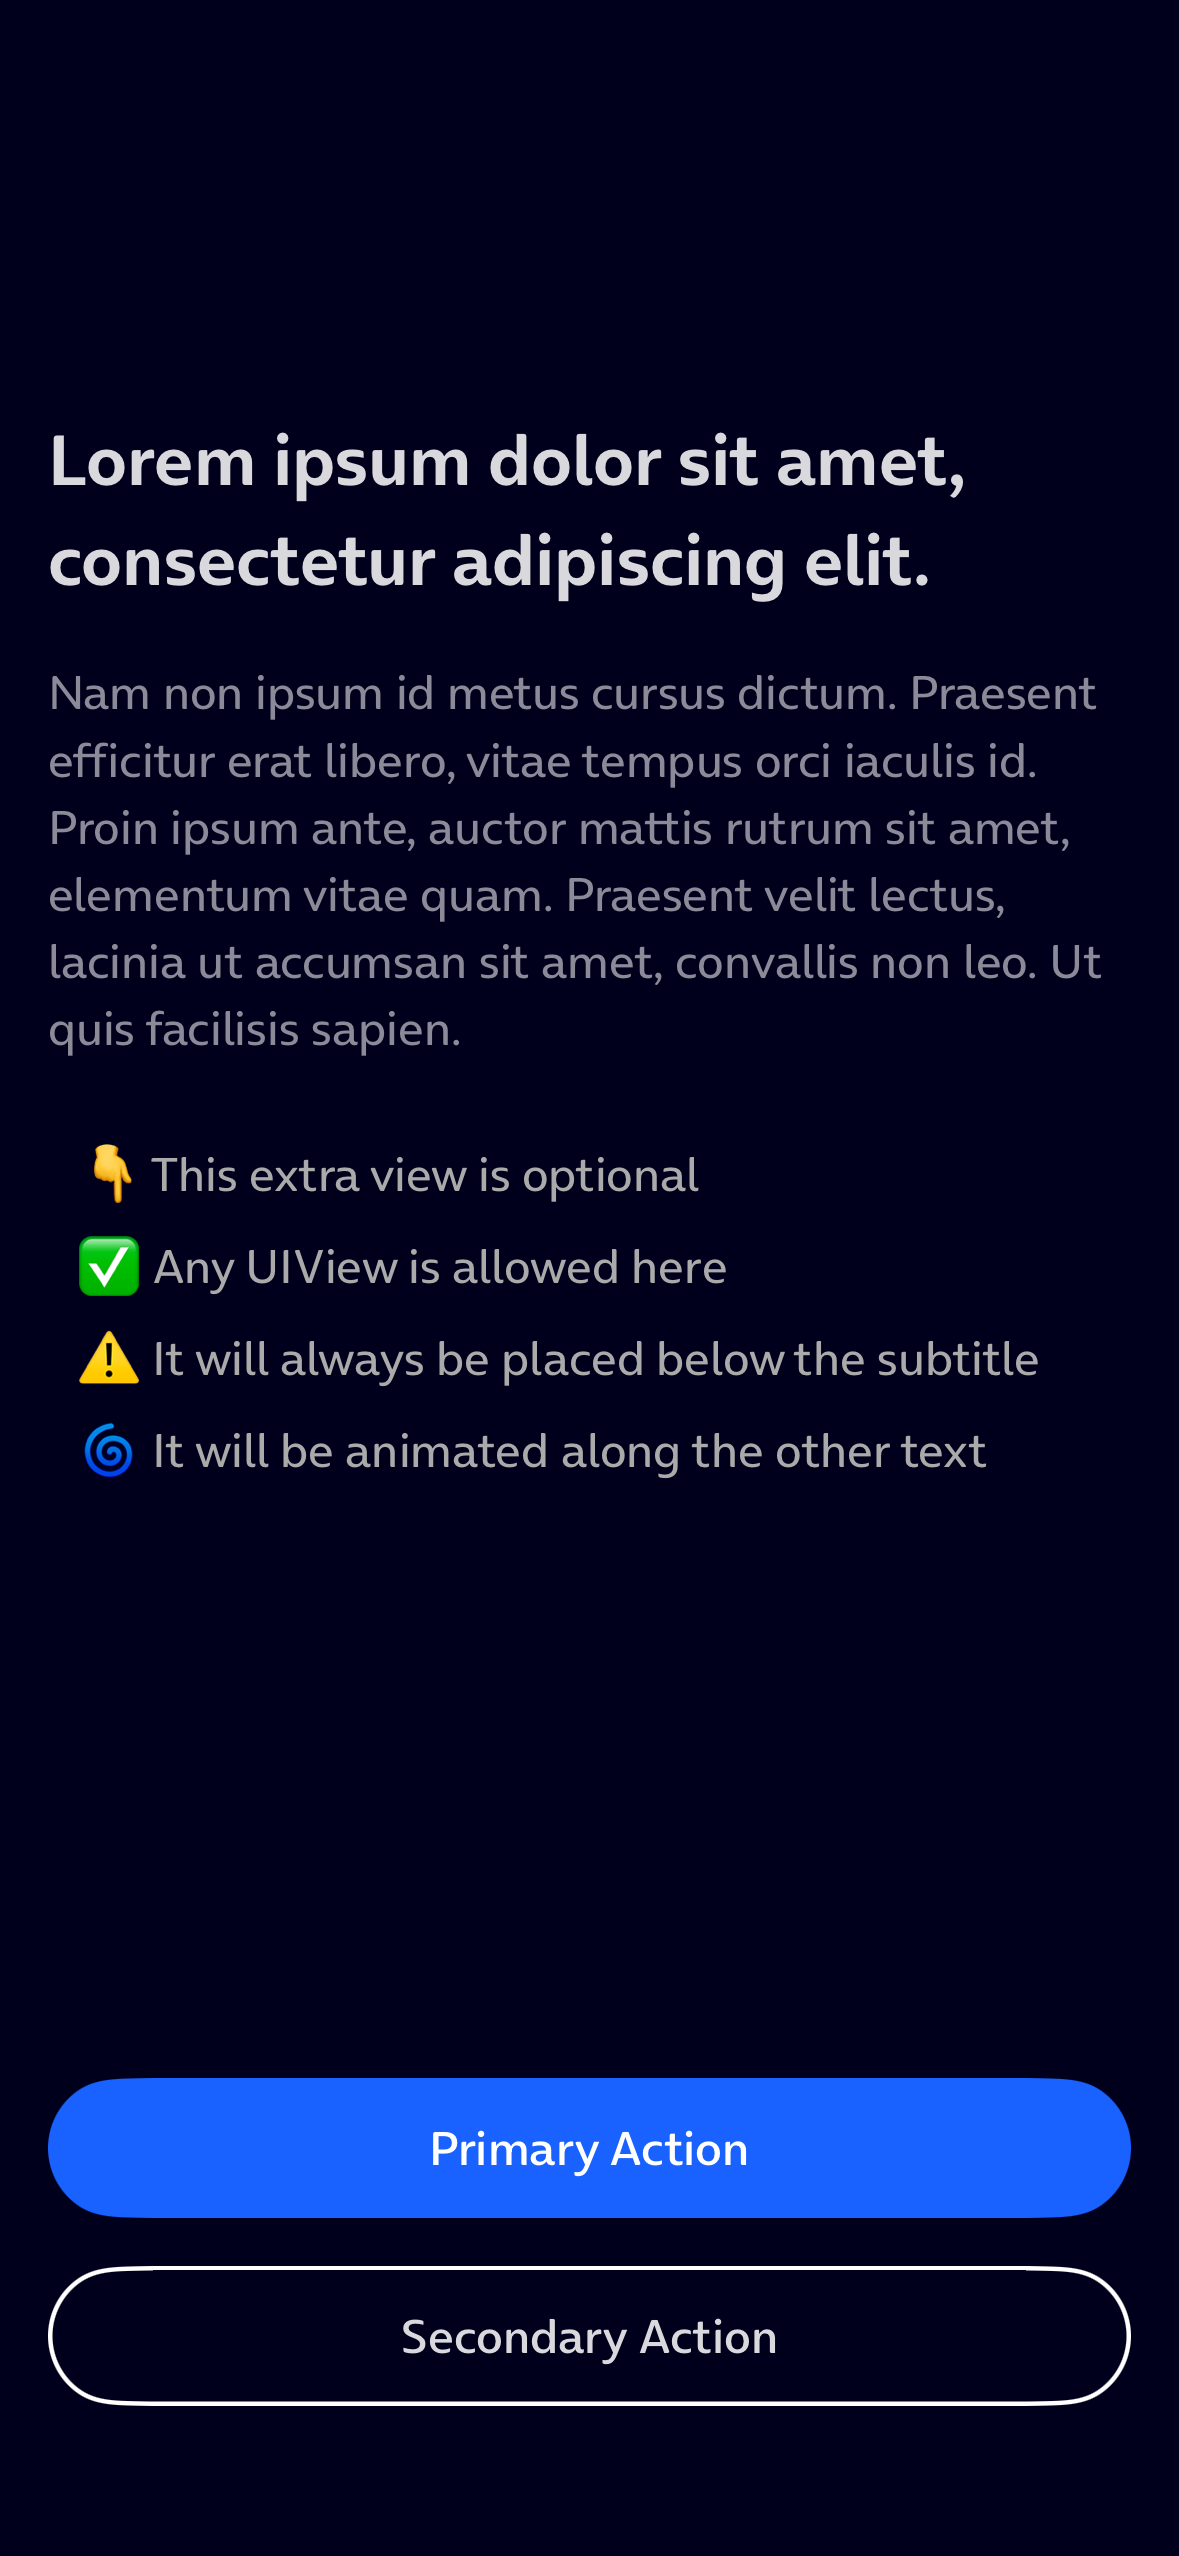 Lorem ipsum dolor sit amet,
consectetur adipiscing elit.
Nam non ipsum id metus cursus dictum. Praesent
efficitur erat libero, vitae tempus orci iaculis id.
Proin ipsum ante, auctor mattis rutrum sit amet,
elementum vitae quam. Praesent velit lectus,
lacinia ut accumsan sit amet, convallis non leo. Ut
quis facilisis sapien.
👇 This extra view is optional
✅ Any UIView is allowed here
⚠️ It will always be placed below the subtitle
🌀 It will be animated along the other text
Primary Action
Secondary Action